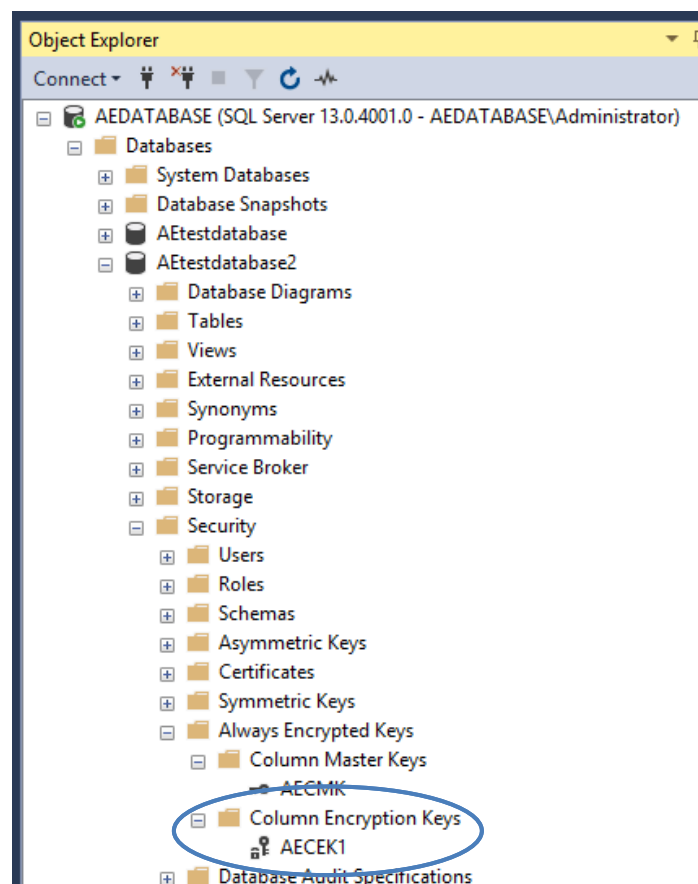 Object Explorer
Connect
AEDATABASE (SQL Server 13.0.4001.0 - AEDATABASE\Administrator)
Databases
System Databases
Database Snapshots
AEtestdatabase
AEtestdatabase2
Database Diagrams
Tables
Views
External Resources
Synonyms
Programmability
Service Broker
Storage
Security
Users
Roles
Schemas
Asymmetric Keys
Certificates
Symmetric Keys
Always Encrypted Keys
Column Master Keys
AECMK
Column Encryption Keys
AECEK1
Database Audit Specifications